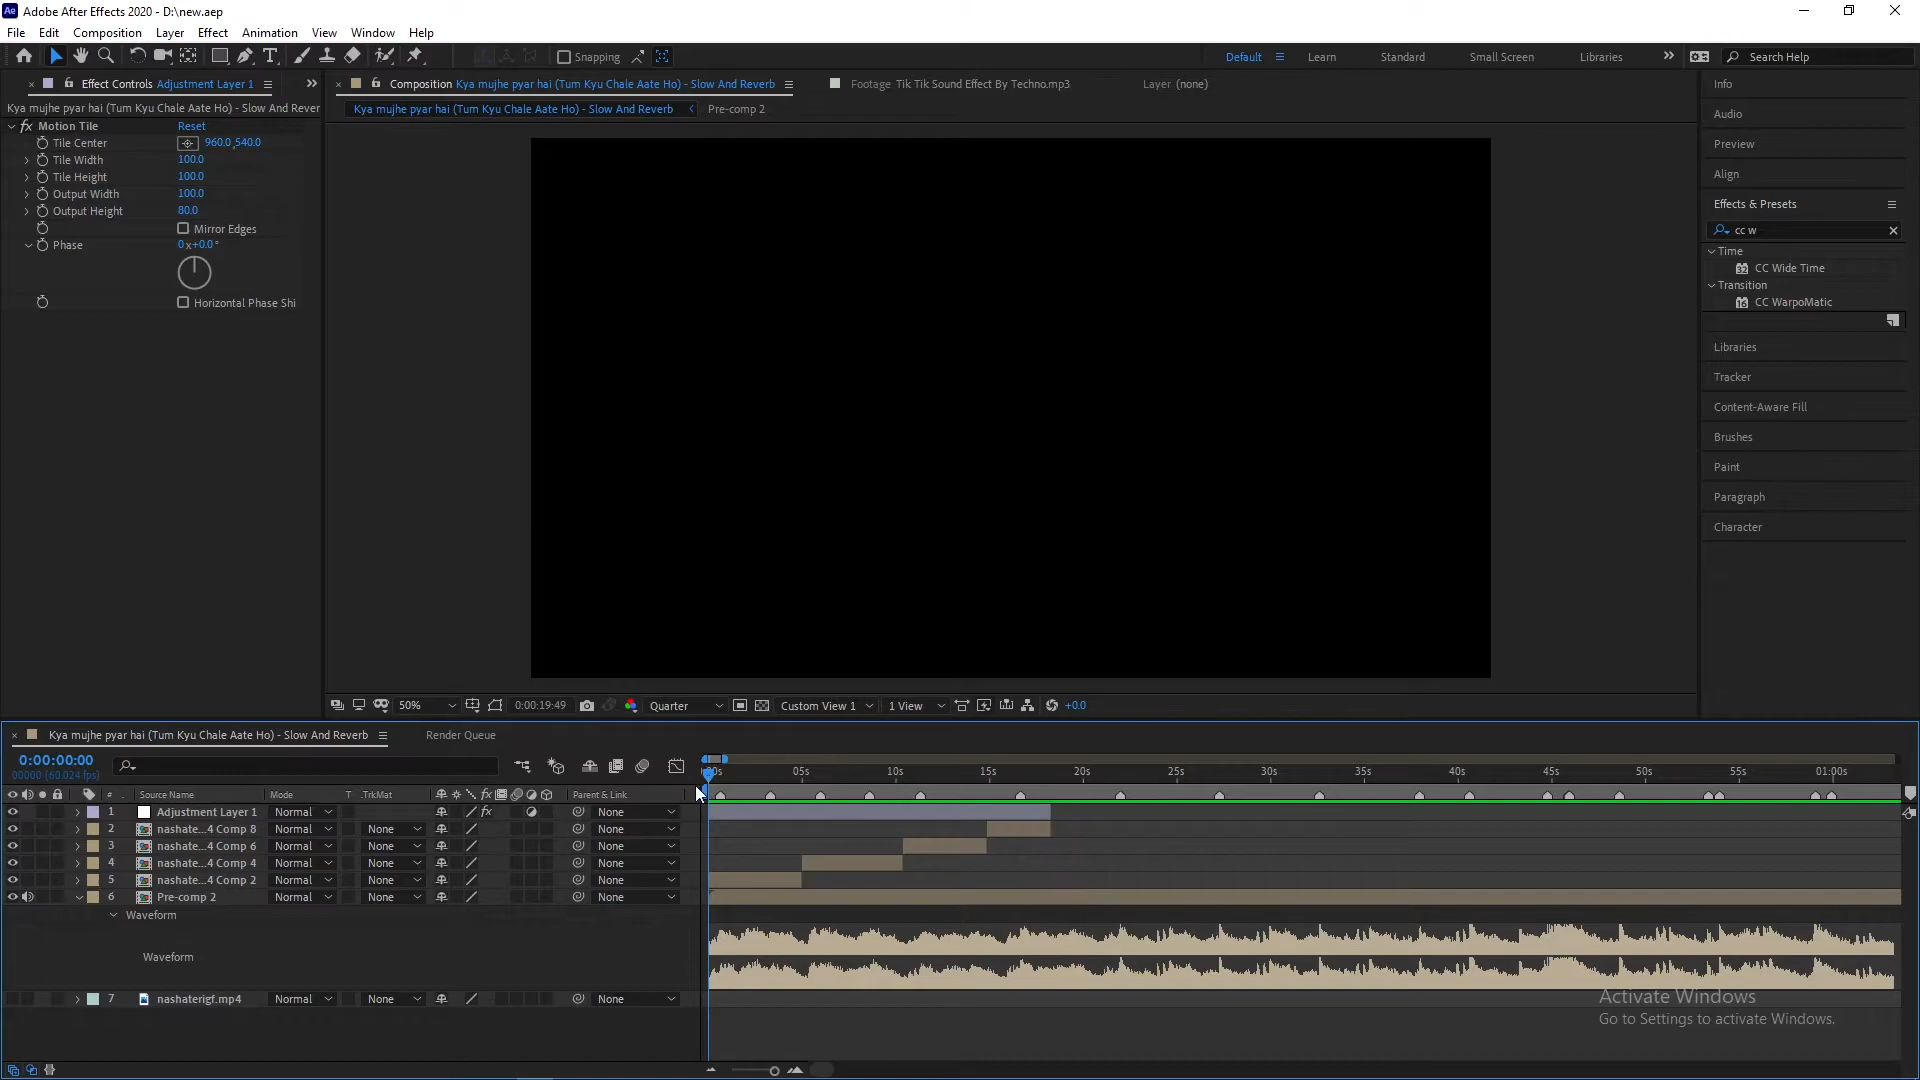 Adobe After Effects 2020 - D:\new.aep
File Edit Composition Layer Effect Animation View Window Help
Snapping Default Learn Standard Small Screen Libraries Search Help
Effect Controls Adjustment Layer 1
Composition Kya mujhe pyar hai (Tum Kyu Chale Aate Ho) - Slow And Reverb
Footage Tik Tik Sound Effect By Techno.mp3
Layer (none)
Kya mujhe pyar hai (Tum Kyu Chale Aate Ho) - Slow And Rever
Kya mujhe pyar hai (Tum Kyu Chale Aate Ho) - Slow And Reverb Pre-comp 2
fx Motion Tile Reset
Tile Center 960.0,540.0
Tile Width 100.0
Tile Height 100.0
Output Width 100.0
Output Height 80.0
Mirror Edges
Phase 0x+0.0°
Horizontal Phase Shi
Info
Audio
Preview
Align
Effects & Presets
cc w
Time
32 CC Wide Time
Transition
16 CC WarpoMatic
Libraries
Tracker
Content-Aware Fill
Brushes
Paint
Paragraph
Character
50% 0:00:19:49 Quarter Custom View 1 1 View +0.0
Kya mujhe pyar hai (Tum Kyu Chale Aate Ho) - Slow And Reverb Render Queue
0:00:00:00
00000 (60.024 fps)
00s 05s 10s 15s 20s 25s 30s 35s 40s 45s 50s 55s 01:00s
# Source Name Mode T .TrkMat fx Parent & Link
1 Adjustment Layer 1 Normal fx None
2 nashate...4 Comp 8 Normal None None
3 nashate...4 Comp 6 Normal None None
4 nashate...4 Comp 4 Normal None None
5 nashate...4 Comp 2 Normal None None
6 Pre-comp 2 Normal None None
Waveform
Waveform
7 nashaterigf.mp4 Normal None None
Activate Windows
Go to Settings to activate Windows.